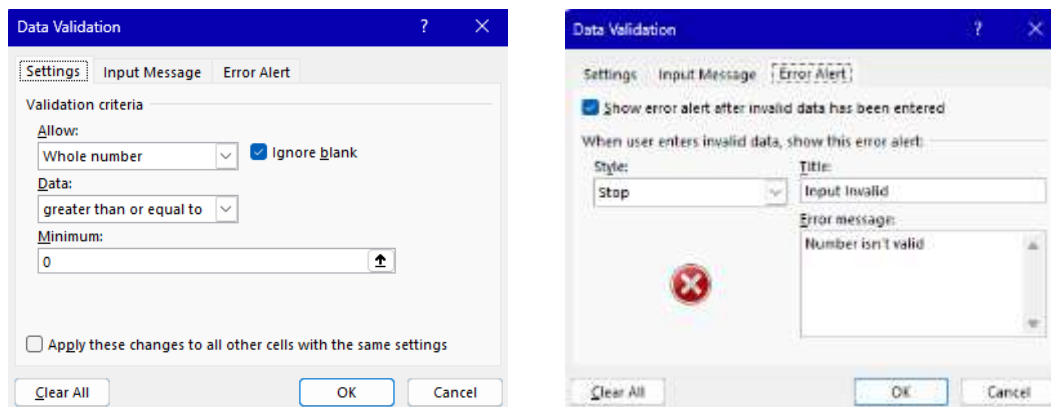 Data Validation ? ×
Settings Input Message Error Alert
Validation criteria
Allow:
Whole number
Ignore blank
Data:
greater than or equal to
Minimum:
0
Apply these changes to all other cells with the same settings
Clear All OK Cancel
Data Validation ? ×
Settings Input Message Error Alert
Show error alert after invalid data has been entered
When user enters invalid data, show this error alert:
Style: Title:
Stop Input Invalid
Error message:
Number isn't valid
Clear All OK Cancel